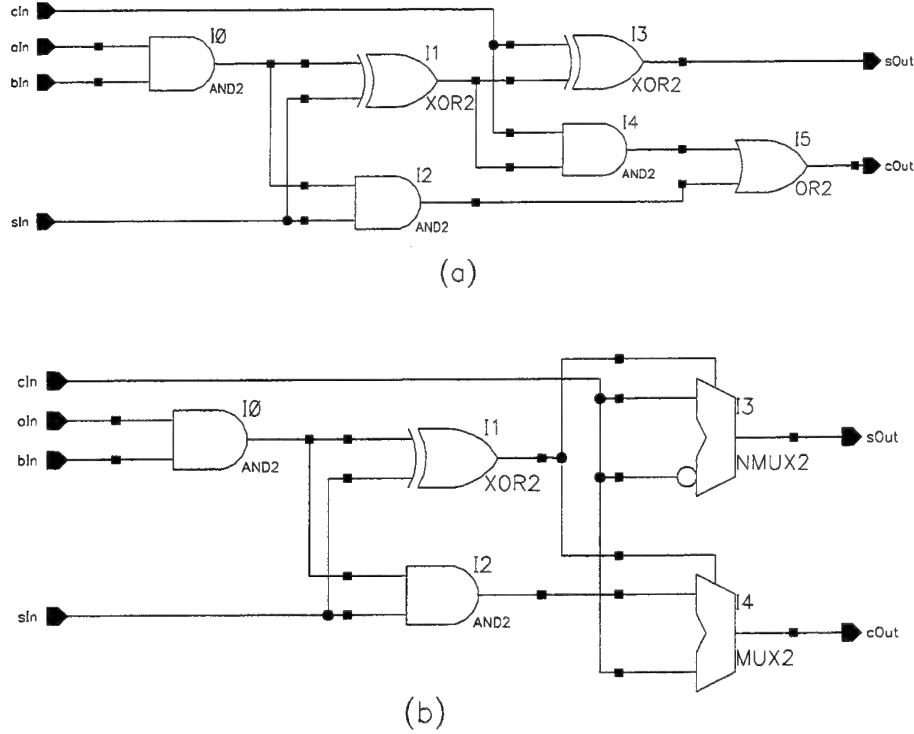 cIn
I0
I1
I3
aIn
sOut
bIn
AND2
XOR2
XOR2
I4
I5
I2
cOut
AND2
OR2
sIn
AND2
(a)
cIn
I0
I3
aIn
I1
sOut
bIn
AND2
XOR2
NMUX2
I2
I4
sIn
AND2
cOut
MUX2
(b)